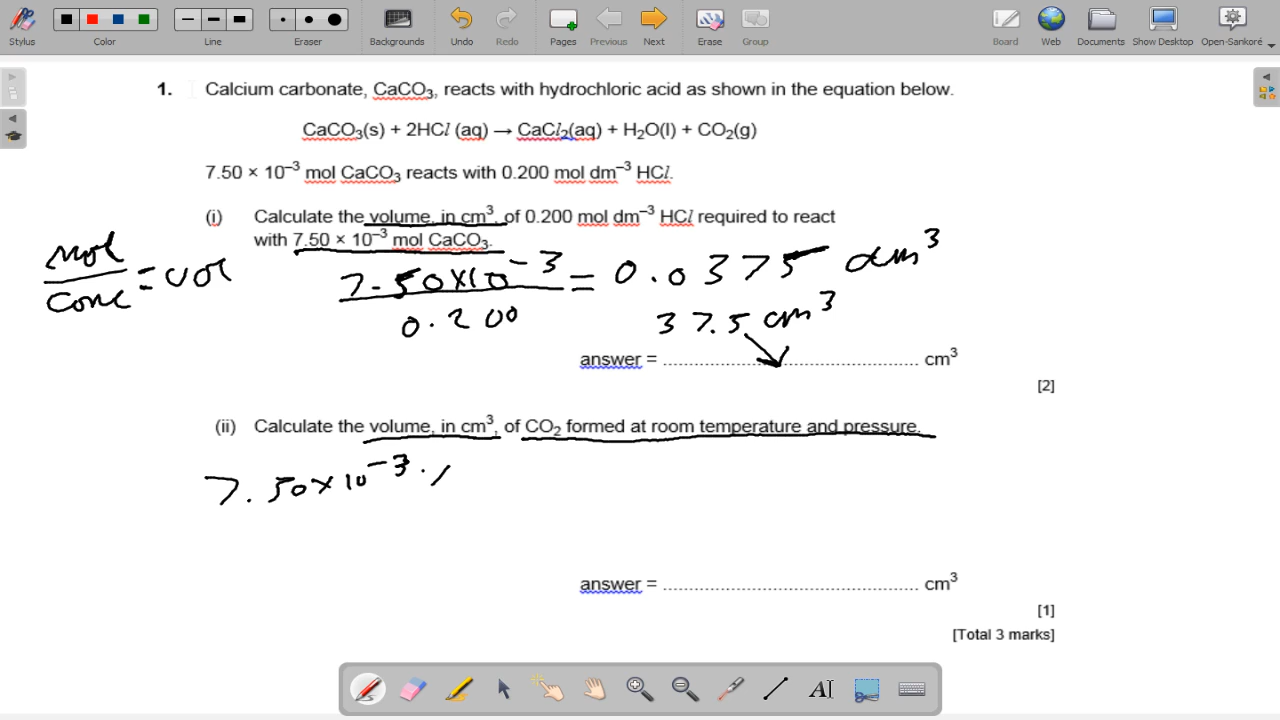 Stylus Color Line Eraser Backgrounds Undo Redo Pages Previous Next Erase Group Board Web Documents Show Desktop Open-Sankoré
1. Calcium carbonate, CaCO₃, reacts with hydrochloric acid as shown in the equation below.
CaCO₃(s) + 2HCl (aq) → CaCl₂(aq) + H₂O(l) + CO₂(g)
7.50 × 10⁻³ mol CaCO₃ reacts with 0.200 mol dm⁻³ HCl.
(i) Calculate the volume, in cm³, of 0.200 mol dm⁻³ HCl required to react
with 7.50 × 10⁻³ mol CaCO₃.
mol/conc = vol
7.50×10⁻³/0.200 = 0.0375 dm³
37.5 cm³
answer = ........................................ cm³
[2]
(ii) Calculate the volume, in cm³, of CO₂ formed at room temperature and pressure.
7.50×10⁻³
answer = ........................................ cm³
[1]
[Total 3 marks]